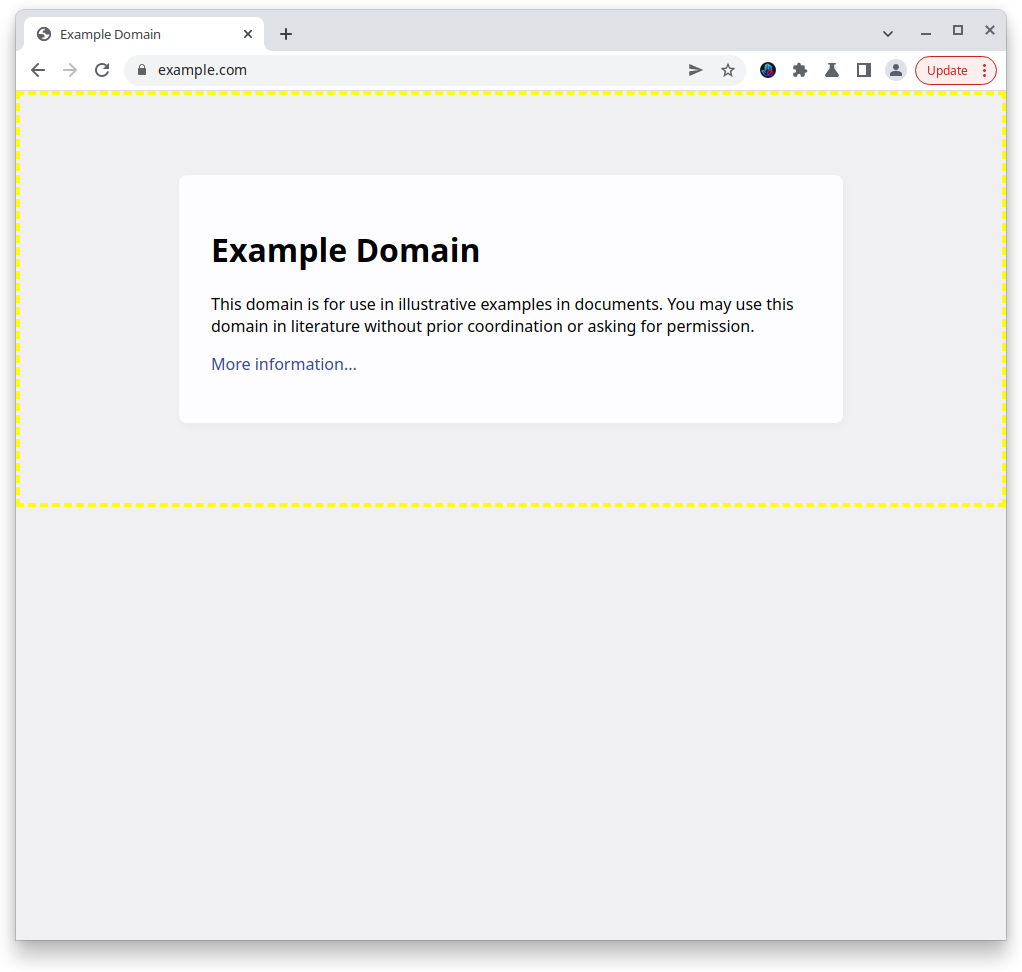 Example Domain
example.com
Update
Example Domain
This domain is for use in illustrative examples in documents. You may use this
domain in literature without prior coordination or asking for permission.
More information...